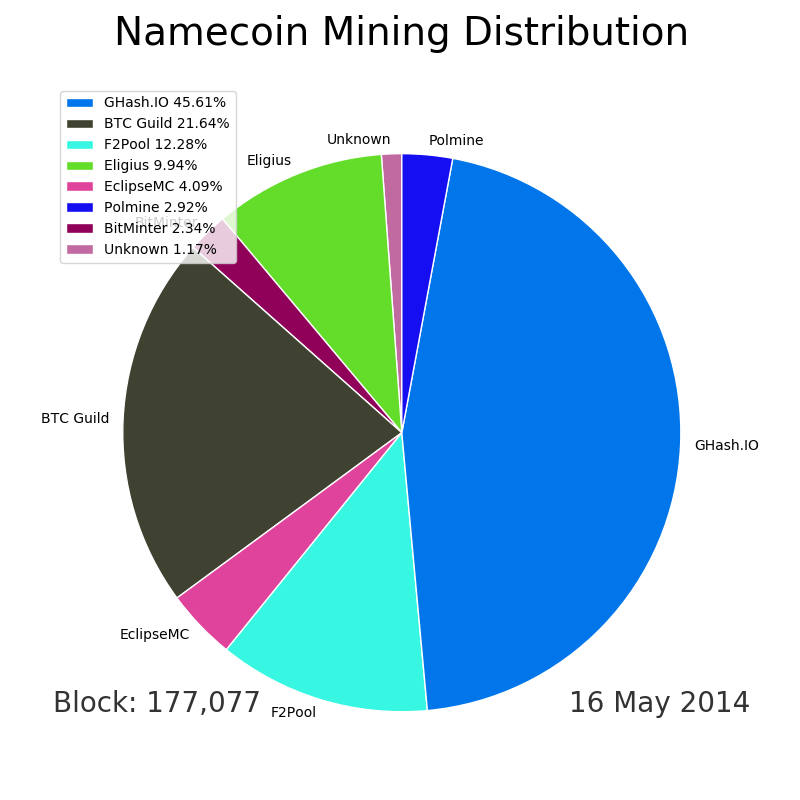 Namecoin Mining Distribution
GHash.IO 45.61%
BTC Guild 21.64%
F2Pool 12.28%
Eligius 9.94%
EclipseMC 4.09%
Polmine 2.92%
BitMinter 2.34%
Unknown 1.17%
Unknown
Polmine
Eligius
BitMinter
BTC Guild
GHash.IO
EclipseMC
F2Pool
Block: 177,077
16 May 2014